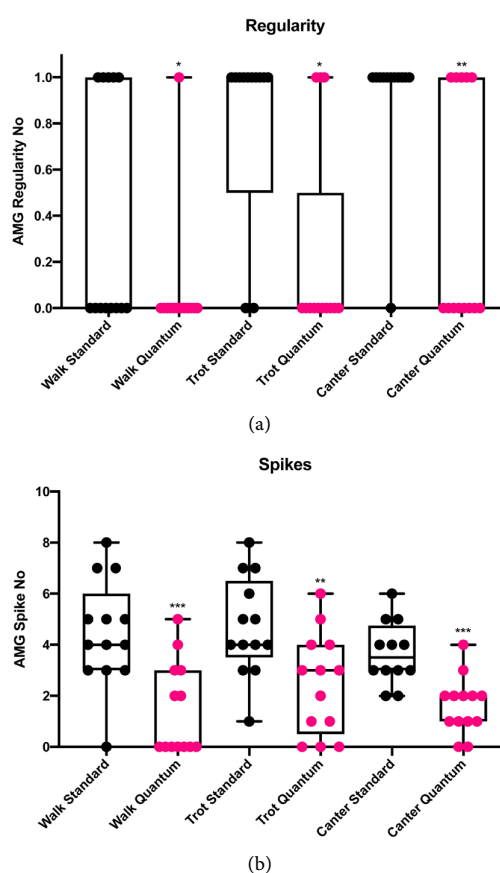 Regularity
AMG Regularity No
1.0
0.8
0.6
0.4
0.2
0.0
* * **
Walk Standard
Walk Quantum
Trot Standard
Trot Quantum
Canter Standard
Canter Quantum
(a)
Spikes
AMG Spike No
10
8
6
4
2
0
*** ** ***
Walk Standard
Walk Quantum
Trot Standard
Trot Quantum
Canter Standard
Canter Quantum
(b)